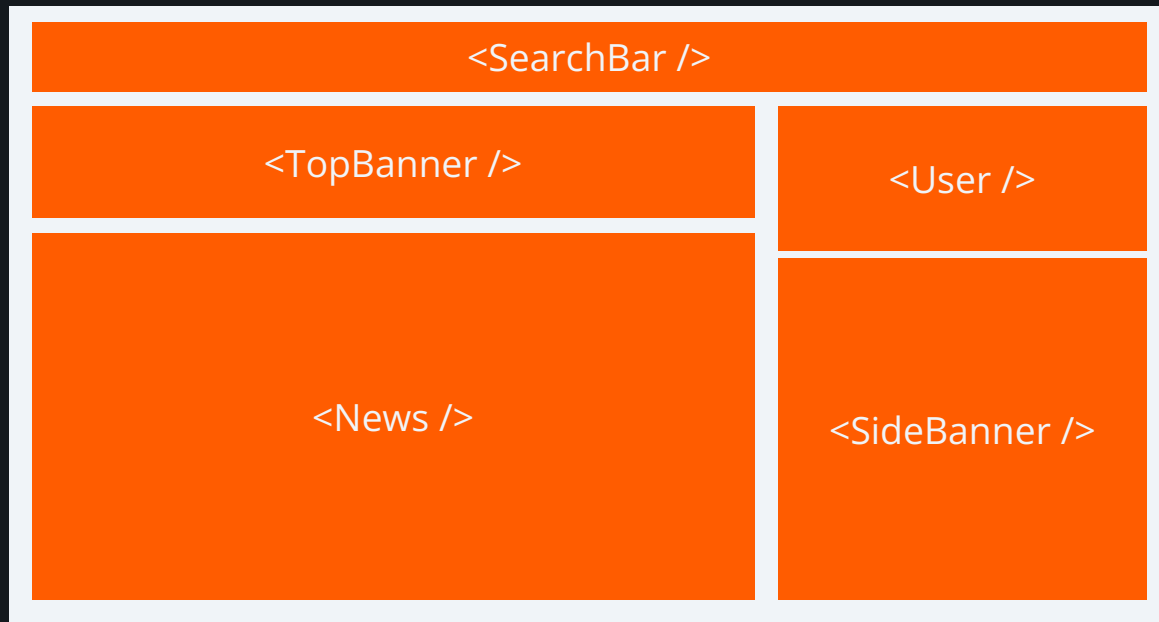 <SearchBar />
<TopBanner />
<User />
<News />
<SideBanner />